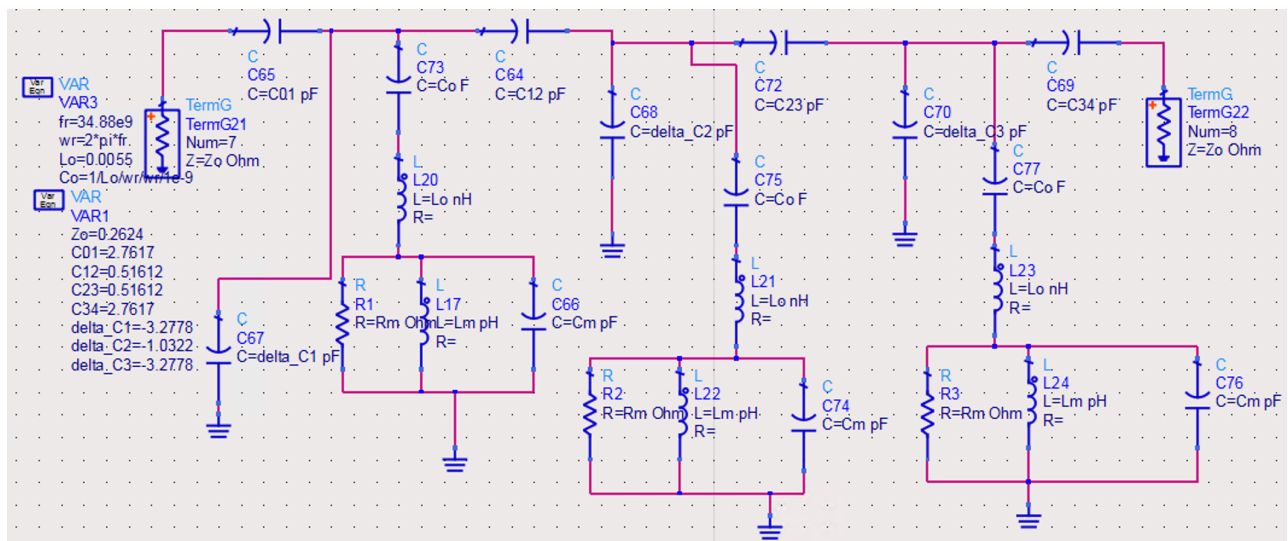 C
C65
C=C01 pF
C
C73
C=Co F
C
C64
C=C12 pF
C
C68
C=delta_C2 pF
C
C72
C=C23 pF
C
C70
C=delta_C3 pF
C
C69
C=C34 pF
Var
Eqn
VAR
VAR3
fr=34.88e9
wr=2*pi*fr
Lo=0.0055
Co=1/Lo/wr/wr/1e-9
TermG
TermG21
Num=7
Z=Zo Ohm
TermG
TermG22
Num=8
Z=Zo Ohm
Var
Eqn
VAR
VAR1
Zo=0.2624
C01=2.7617
C12=0.51612
C23=0.51612
C34=2.7617
delta_C1=-3.2778
delta_C2=-1.0322
delta_C3=-3.2778
L
L20
L=Lo nH
R=
C
C75
C=Co F
C
C77
C=Co F
R
R1
R=Rm Ohm
L
L17
L=Lm pH
R=
C
C66
C=Cm pF
C
C67
C=delta_C1 pF
L
L21
L=Lo nH
R=
L
L23
L=Lo nH
R=
R
R2
R=Rm Ohm
L
L22
L=Lm pH
R=
C
C74
C=Cm pF
R
R3
R=Rm Ohm
L
L24
L=Lm pH
R=
C
C76
C=Cm pF